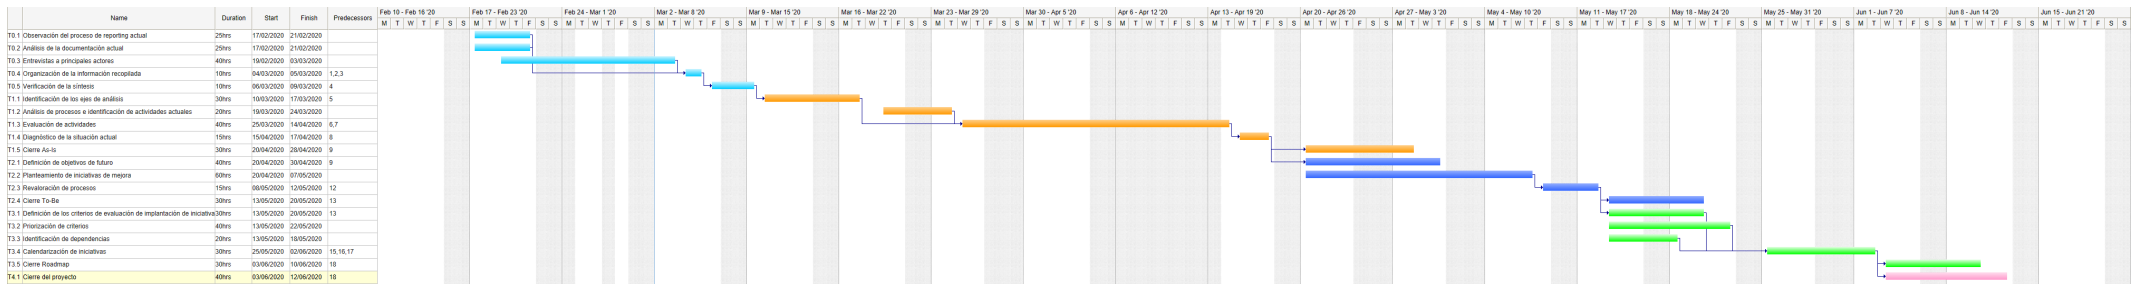 Name Duration Start Finish Predecessors Feb 10 - Feb 16 '20 Feb 17 - Feb 23 '20 Feb 24 - Mar 1 '20 Mar 2 - Mar 8 '20 Mar 9 - Mar 15 '20 Mar 16 - Mar 22 '20 Mar 23 - Mar 29 '20 Mar 30 - Apr 5 '20 Apr 6 - Apr 12 '20 Apr 13 - Apr 19 '20 Apr 20 - Apr 26 '20 Apr 27 - May 3 '20 May 4 - May 10 '20 May 11 - May 17 '20 May 18 - May 24 '20 May 25 - May 31 '20 Jun 1 - Jun 7 '20 Jun 8 - Jun 14 '20 Jun 15 - Jun 21 '20
M T W T F S S M T W T F S S M T W T F S S M T W T F S S M T W T F S S M T W T F S S M T W T F S S M T W T F S S M T W T F S S M T W T F S S M T W T F S S M T W T F S S M T W T F S S M T W T F S S M T W T F S S M T W T F S S M T W T F S S M T W T F S S M T W T F S S
T0.1 Observación del proceso de reporting actual 25hrs 17/02/2020 21/02/2020
T0.2 Análisis de la documentación actual 25hrs 17/02/2020 21/02/2020
T0.3 Entrevistas a principales actores 40hrs 19/02/2020 03/03/2020
T0.4 Organización de la información recopilada 10hrs 04/03/2020 05/03/2020 1,2,3
T0.5 Verificación de la síntesis 10hrs 06/03/2020 09/03/2020 4
T1.1 Identificación de los ejes de análisis 30hrs 10/03/2020 17/03/2020 5
T1.2 Análisis de procesos e identificación de actividades actuales 20hrs 19/03/2020 24/03/2020
T1.3 Evaluación de actividades 40hrs 25/03/2020 14/04/2020 6,7
T1.4 Diagnóstico de la situación actual 15hrs 15/04/2020 17/04/2020 8
T1.5 Cierre As-Is 30hrs 20/04/2020 28/04/2020 9
T2.1 Definición de objetivos de futuro 40hrs 20/04/2020 30/04/2020 9
T2.2 Planteamiento de iniciativas de mejora 60hrs 20/04/2020 07/05/2020
T2.3 Revaloración de procesos 15hrs 08/05/2020 12/05/2020 12
T2.4 Cierre To-Be 30hrs 13/05/2020 20/05/2020 13
T3.1 Definición de los criterios de evaluación de implantación de iniciativa 30hrs 13/05/2020 20/05/2020 13
T3.2 Priorización de criterios 40hrs 13/05/2020 22/05/2020
T3.3 Identificación de dependencias 20hrs 13/05/2020 18/05/2020
T3.4 Calendarización de iniciativas 30hrs 25/05/2020 02/06/2020 15,16,17
T3.5 Cierre Roadmap 30hrs 03/06/2020 10/06/2020 18
T4.1 Cierre del proyecto 40hrs 03/06/2020 12/06/2020 18